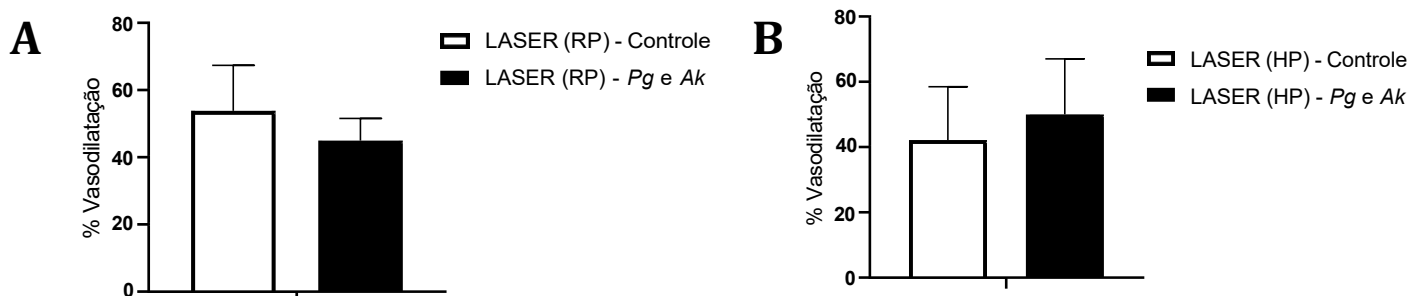 A
% Vasodilatação
80
60
40
20
0
LASER (RP) - Controle
LASER (RP) - Pg e Ak
B
% Vasodilatação
80
60
40
20
0
LASER (HP) - Controle
LASER (HP) - Pg e Ak